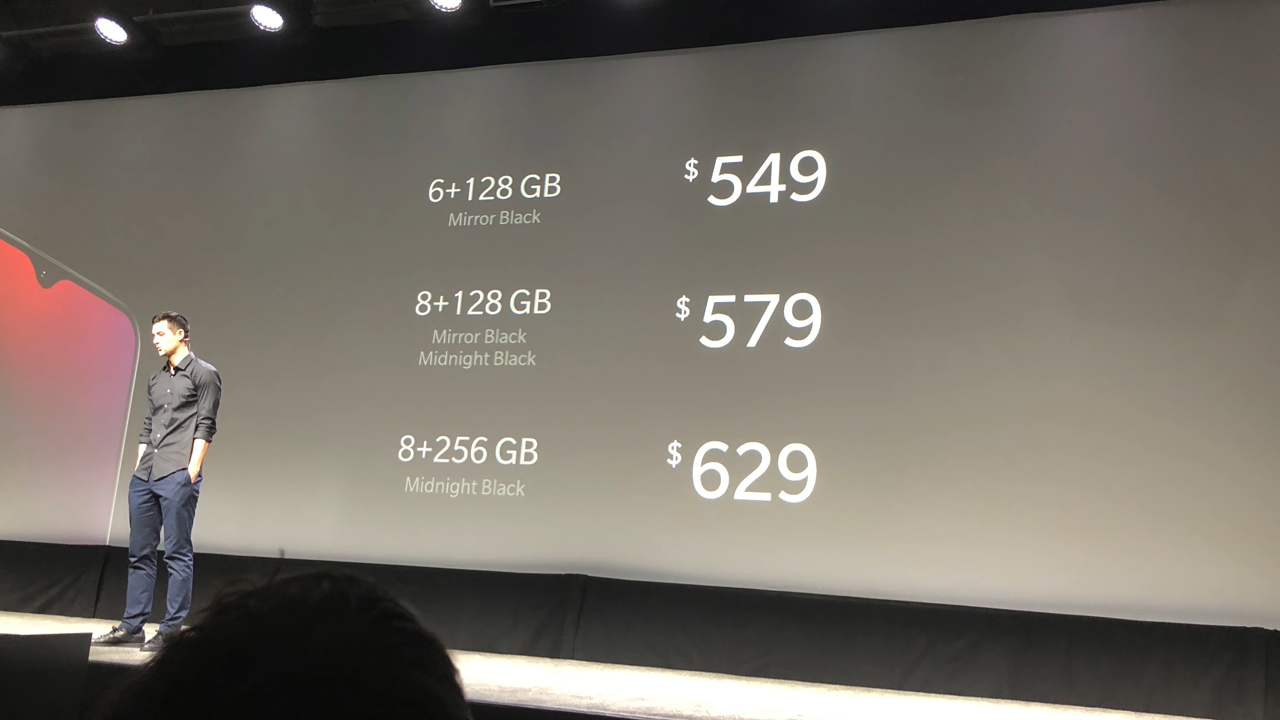 6+128 GB
Mirror Black
$549
8+128 GB
Mirror Black
Midnight Black
$579
8+256 GB
Midnight Black
$629